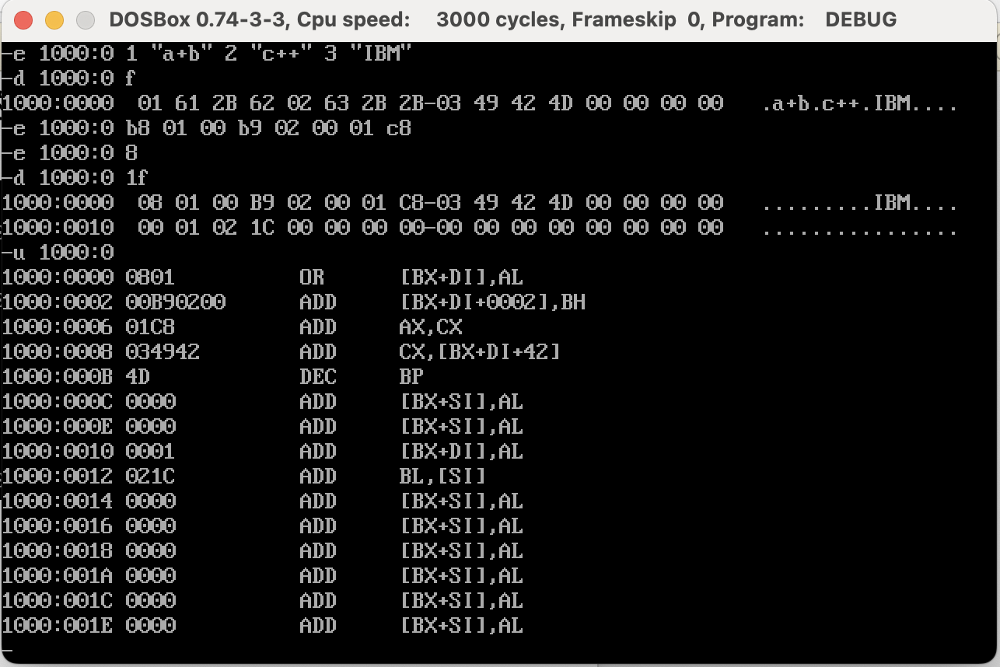 DOSBox 0.74-3-3, Cpu speed:    3000 cycles, Frameskip  0, Program:    DEBUG
-e 1000:0 1 "a+b" 2 "c++" 3 "IBM"
-d 1000:0 f
1000:0000  01 61 2B 62 02 63 2B 2B-03 49 42 4D 00 00 00 00   .a+b.c++.IBM....
-e 1000:0 b8 01 00 b9 02 00 01 c8
-e 1000:0 8
-d 1000:0 1f
1000:0000  08 01 00 B9 02 00 01 C8-03 49 42 4D 00 00 00 00   .........IBM....
1000:0010  00 01 02 1C 00 00 00 00-00 00 00 00 00 00 00 00   ................
-u 1000:0
1000:0000 0801          OR      [BX+DI],AL
1000:0002 00B90200      ADD     [BX+DI+0002],BH
1000:0006 01C8          ADD     AX,CX
1000:0008 034942        ADD     CX,[BX+DI+42]
1000:000B 4D            DEC     BP
1000:000C 0000          ADD     [BX+SI],AL
1000:000E 0000          ADD     [BX+SI],AL
1000:0010 0001          ADD     [BX+DI],AL
1000:0012 021C          ADD     BL,[SI]
1000:0014 0000          ADD     [BX+SI],AL
1000:0016 0000          ADD     [BX+SI],AL
1000:0018 0000          ADD     [BX+SI],AL
1000:001A 0000          ADD     [BX+SI],AL
1000:001C 0000          ADD     [BX+SI],AL
1000:001E 0000          ADD     [BX+SI],AL
-